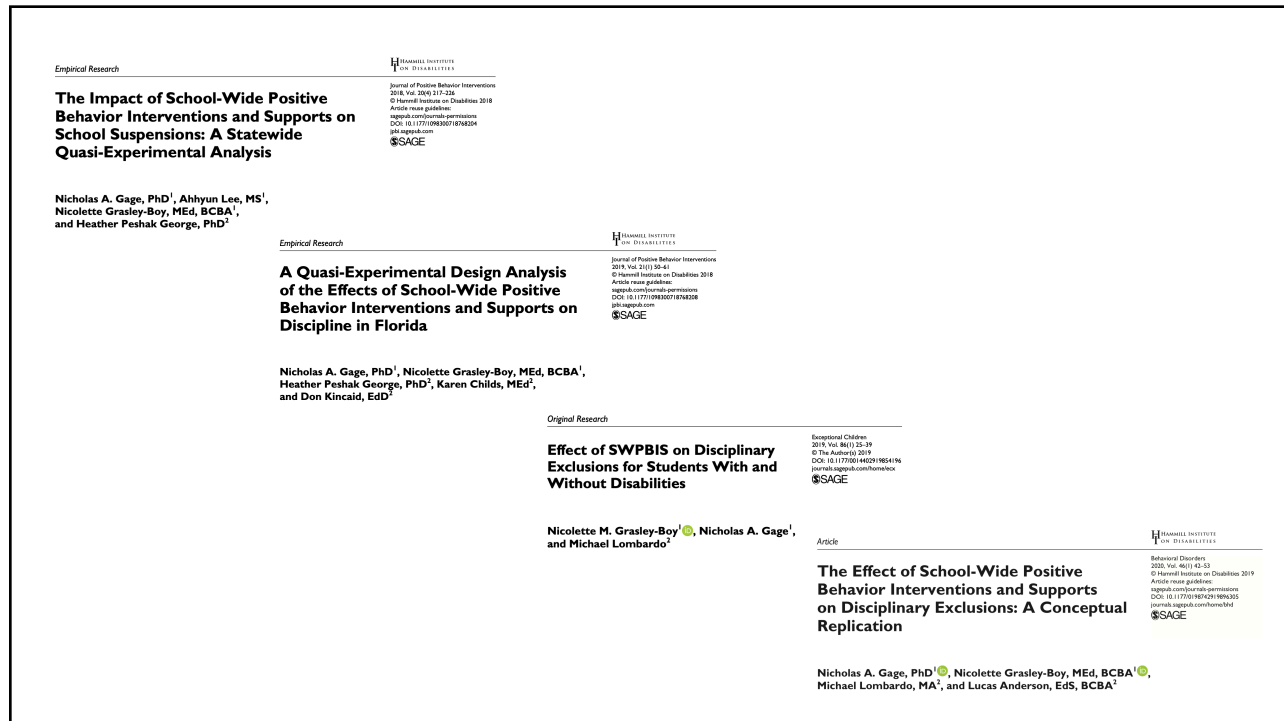 Empirical Research
HAMMILL INSTITUTE
ON DISABILITIES
The Impact of School-Wide Positive
Behavior Interventions and Supports on
School Suspensions: A Statewide
Quasi-Experimental Analysis
Journal of Positive Behavior Interventions
2018, Vol. 20(4) 217–226
© Hammill Institute on Disabilities 2018
Article reuse guidelines:
sagepub.com/journals-permissions
DOI: 10.1177/1098300718768204
jpbi.sagepub.com
SAGE
Nicholas A. Gage, PhD1, Ahhyun Lee, MS1,
Nicolette Grasley-Boy, MEd, BCBA1,
and Heather Peshak George, PhD2
Empirical Research
HAMMILL INSTITUTE
ON DISABILITIES
A Quasi-Experimental Design Analysis
of the Effects of School-Wide Positive
Behavior Interventions and Supports on
Discipline in Florida
Journal of Positive Behavior Interventions
2019, Vol. 21(1) 50–61
© Hammill Institute on Disabilities 2018
Article reuse guidelines:
sagepub.com/journals-permissions
DOI: 10.1177/1098300718768208
jpbi.sagepub.com
SAGE
Nicholas A. Gage, PhD1, Nicolette Grasley-Boy, MEd, BCBA1,
Heather Peshak George, PhD2, Karen Childs, MEd2,
and Don Kincaid, EdD2
Original Research
Effect of SWPBIS on Disciplinary
Exclusions for Students With and
Without Disabilities
Exceptional Children
2019, Vol. 86(1) 25–39
© The Author(s) 2019
DOI: 10.1177/0014402919854196
journals.sagepub.com/home/ecx
SAGE
Nicolette M. Grasley-Boy1 iD, Nicholas A. Gage1,
and Michael Lombardo2
Article
HAMMILL INSTITUTE
ON DISABILITIES
The Effect of School-Wide Positive
Behavior Interventions and Supports
on Disciplinary Exclusions: A Conceptual
Replication
Behavioral Disorders
2020, Vol. 46(1) 42–53
© Hammill Institute on Disabilities 2019
Article reuse guidelines:
sagepub.com/journals-permissions
DOI: 10.1177/0198742919896305
journals.sagepub.com/home/bhd
SAGE
Nicholas A. Gage, PhD1 iD, Nicolette Grasley-Boy, MEd, BCBA1 iD,
Michael Lombardo, MA2, and Lucas Anderson, EdS, BCBA2